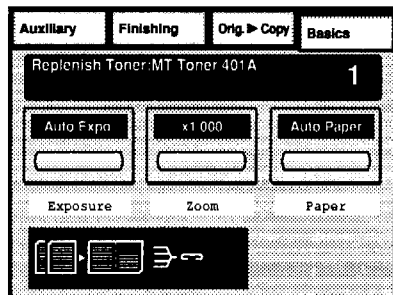 Auxiliary Finishing Orig.▶Copy Basics
Replenish Toner:MT Toner 401A 1
Auto Expo x1.000 Auto Paper
Exposure Zoom Paper